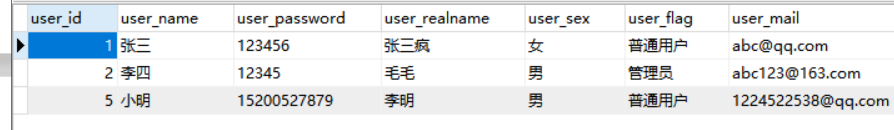 user_id user_name user_password user_realname user_sex user_flag user_mail
1 张三 123456 张三疯 女 普通用户 abc@qq.com
2 李四 12345 毛毛 男 管理员 abc123@163.com
5 小明 15200527879 李明 男 普通用户 1224522538@qq.com